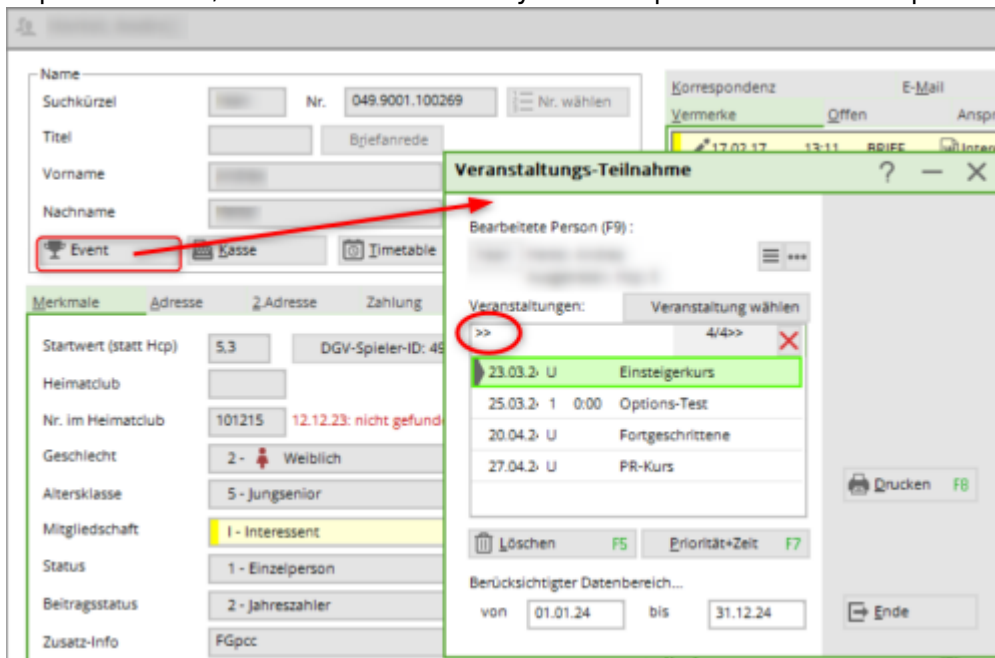 Name
Suchkürzel
Nr.
049.9001.100269
Nr. wählen
Titel
Briefanrede
Vorname
Nachname
Event
Kasse
Timetable
Korrespondenz
E-Mail
Vermerke
Offen
17.02.17
13:11
BRIEF
Merkmale
Adresse
2.Adresse
Zahlung
Startwert (statt Hcp)
5,3
DGV-Spieler-ID: 49
Heimatclub
Nr. im Heimatclub
101215
12.12.23: nicht gefunde
Geschlecht
2 - Weiblich
Altersklasse
5 - Jungsenior
Mitgliedschaft
I - Interessent
Status
1 - Einzelperson
Beitragsstatus
2 - Jahreszahler
Zusatz-Info
FGpcc
Veranstaltungs-Teilnahme
? — X
Bearbeitete Person (F9) :
Veranstaltungen:
Veranstaltung wählen
>>
4/4>>
23.03.2 U Einsteigerkurs
25.03.2 1 0:00 Options-Test
20.04.2 U Fortgeschrittene
27.04.2 U PR-Kurs
Löschen F5
Priorität+Zeit F7
Berücksichtigter Datenbereich...
von 01.01.24 bis 31.12.24
Drucken F8
Ende